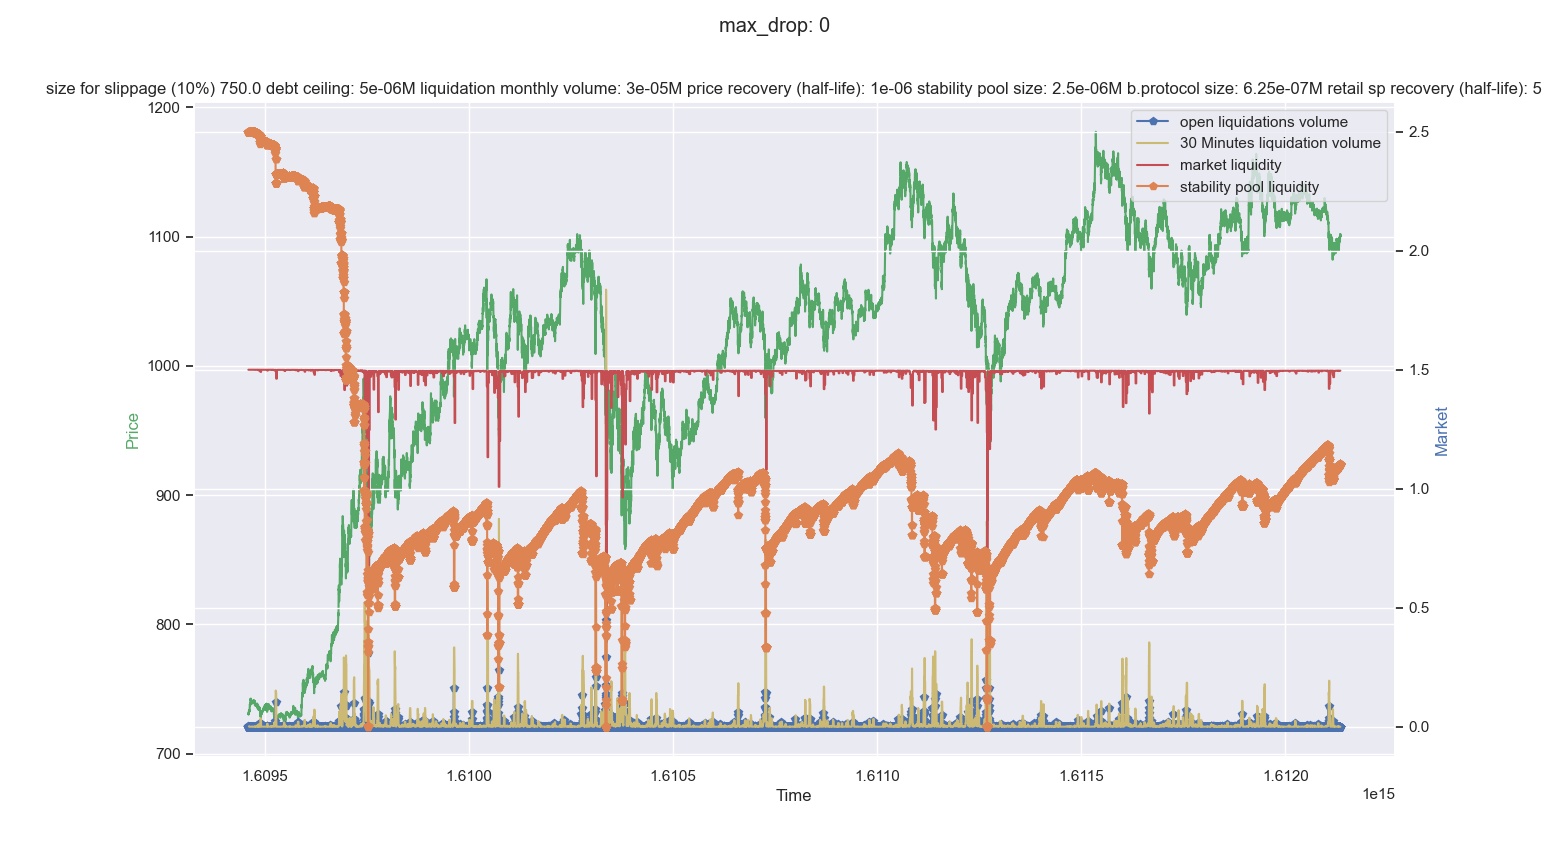 max_drop: 0
size for slippage (10%) 750.0 debt ceiling: 5e-06M liquidation monthly volume: 3e-05M price recovery (half-life): 1e-06 stability pool size: 2.5e-06M b.protocol size: 6.25e-07M retail sp recovery (half-life): 5
1200
1100
1000
900
800
700
Price
open liquidations volume
30 Minutes liquidation volume
market liquidity
stability pool liquidity
2.5
2.0
1.5
1.0
0.5
0.0
Market
1.6095
1.6100
1.6105
1.6110
1.6115
1.6120
Time
1e15